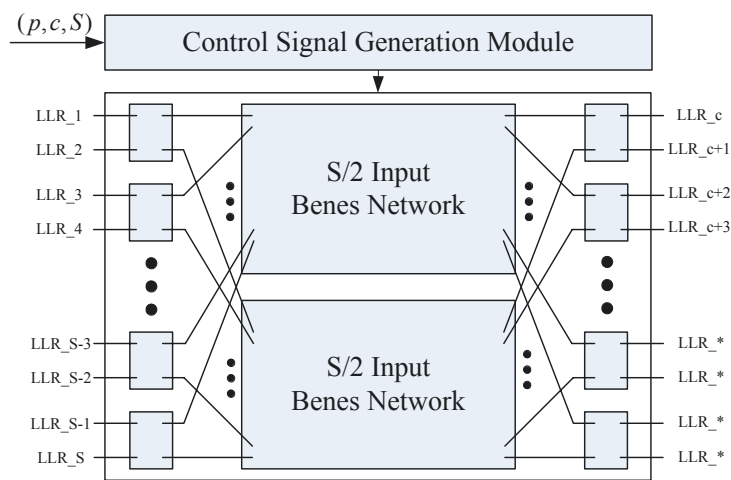 (p,c,S)
Control Signal Generation Module
LLR_1
LLR_2
LLR_3
LLR_4
LLR_S-3
LLR_S-2
LLR_S-1
LLR_S
S/2 Input
Benes Network
S/2 Input
Benes Network
LLR_c
LLR_c+1
LLR_c+2
LLR_c+3
LLR_*
LLR_*
LLR_*
LLR_*